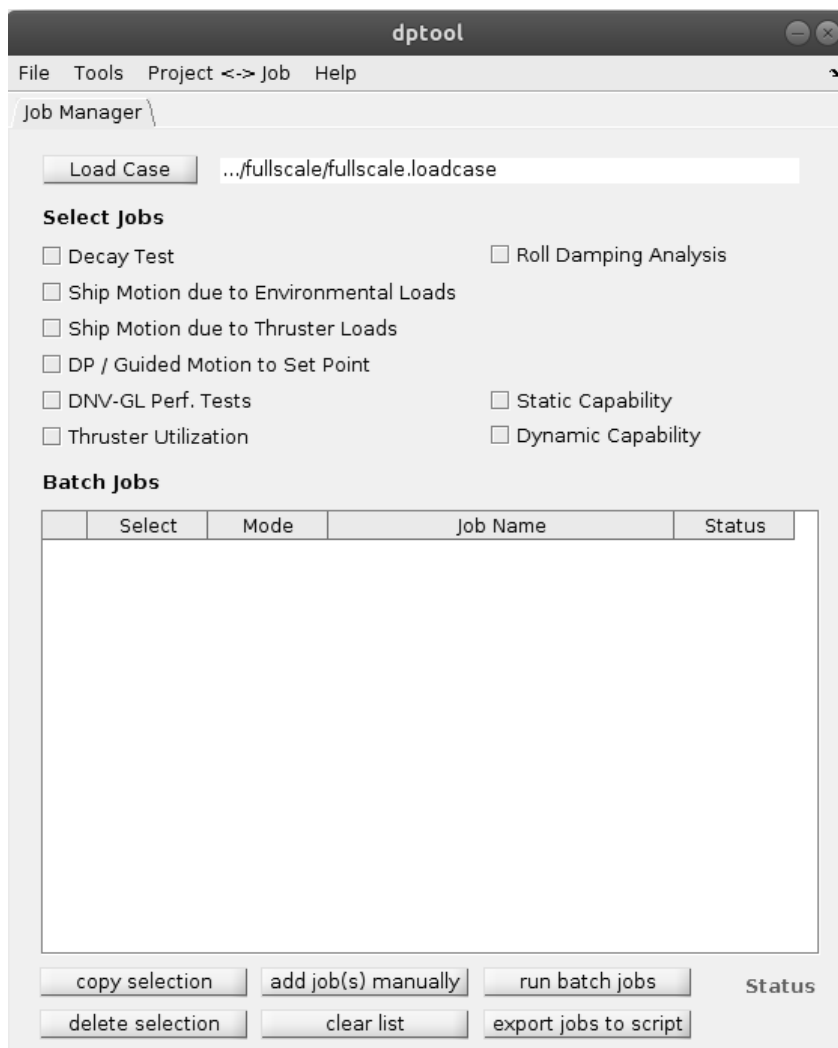 dptool
File Tools Project <-> Job Help
Job Manager
Load Case .../fullscale/fullscale.loadcase
Select Jobs
Decay Test Roll Damping Analysis
Ship Motion due to Environmental Loads
Ship Motion due to Thruster Loads
DP / Guided Motion to Set Point
DNV-GL Perf. Tests Static Capability
Thruster Utilization Dynamic Capability
Batch Jobs
Select Mode Job Name Status
copy selection add job(s) manually run batch jobs Status
delete selection clear list export jobs to script